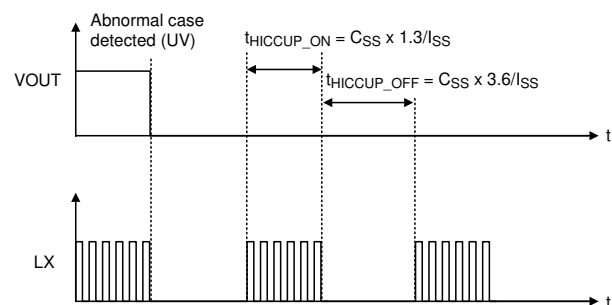 Abnormal case
detected (UV)
tHICCUP_ON = CSS x 1.3/ISS
tHICCUP_OFF = CSS x 3.6/ISS
VOUT
t
LX
t